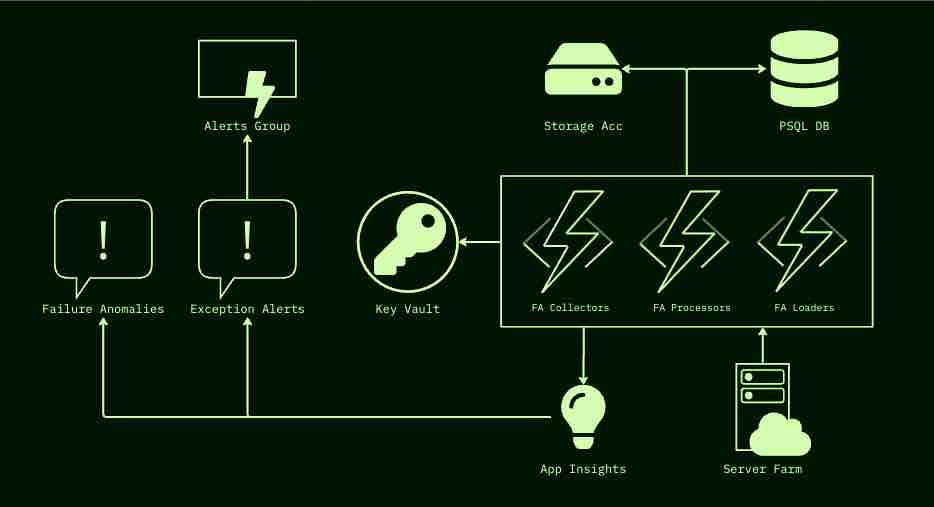 Alerts Group
Storage Acc
PSQL DB
!
!
Failure Anomalies
Exception Alerts
Key Vault
FA Collectors
FA Processors
FA Loaders
App Insights
Server Farm